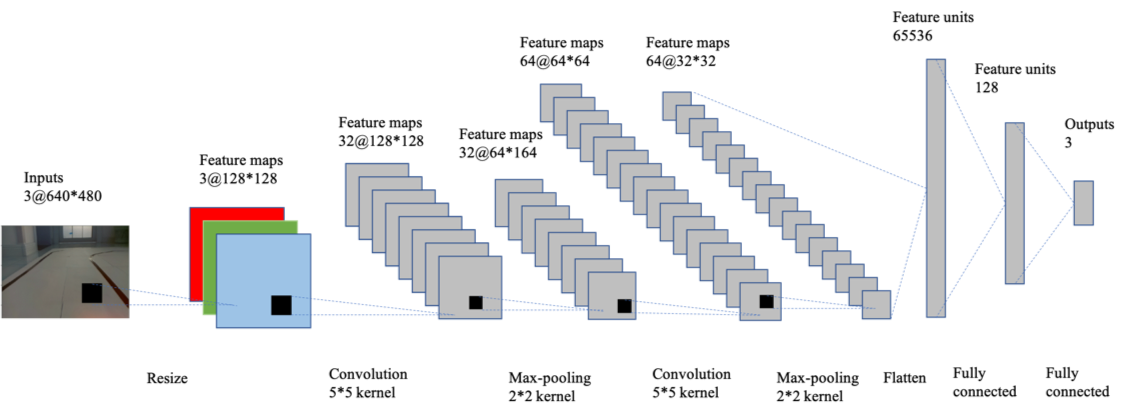 Inputs
3@640*480
Feature maps
3@128*128
Feature maps
32@128*128
Feature maps
32@64*164
Feature maps
64@64*64
Feature maps
64@32*32
Feature units
65536
Feature units
128
Outputs
3
Resize
Convolution
5*5 kernel
Max-pooling
2*2 kernel
Convolution
5*5 kernel
Max-pooling
2*2 kernel
Flatten
Fully
connected
Fully
connected